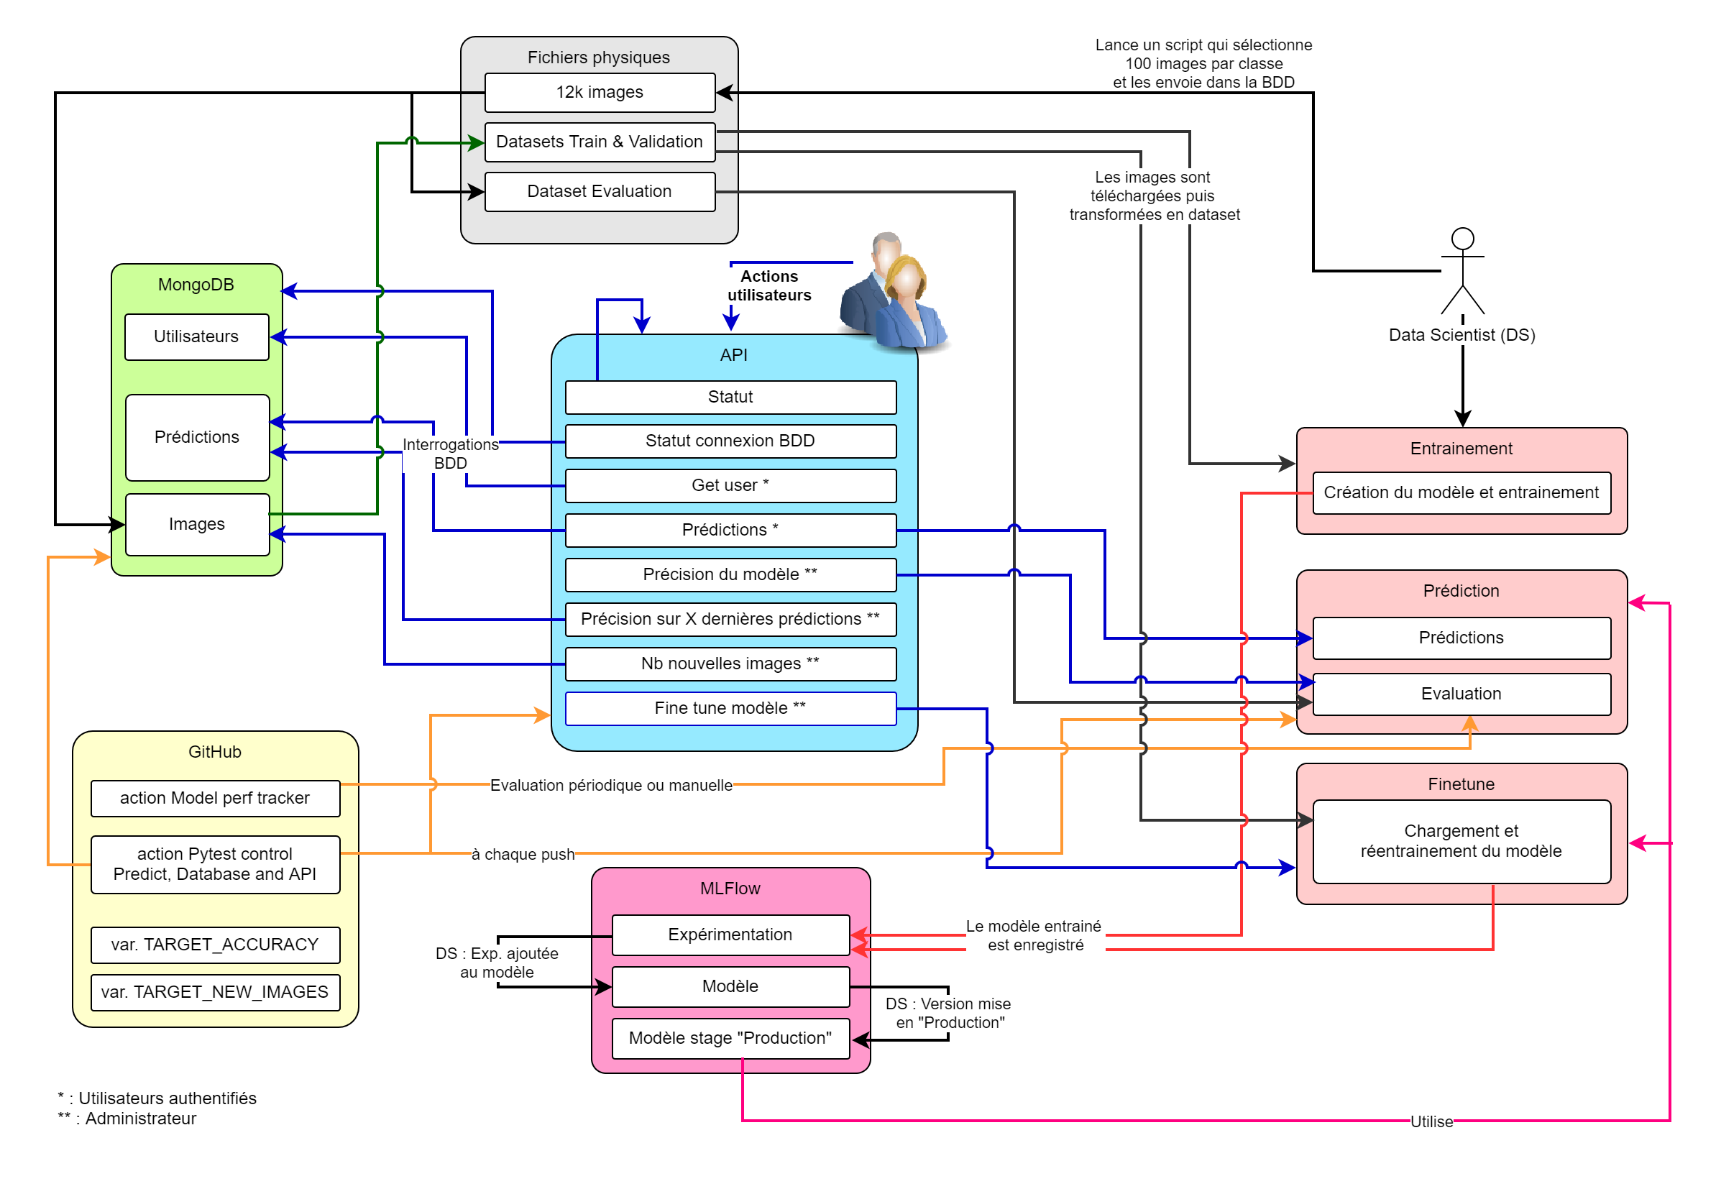 Fichiers physiques
12k images
Datasets Train & Validation
Dataset Evaluation
Lance un script qui sélectionne
100 images par classe
et les envoie dans la BDD
Les images sont
téléchargées puis
transformées en dataset
Data Scientist (DS)
Actions
utilisateurs
MongoDB
Utilisateurs
Prédictions
Images
Interrogations
BDD
API
Statut
Statut connexion BDD
Get user *
Prédictions *
Précision du modèle **
Précision sur X dernières prédictions **
Nb nouvelles images **
Fine tune modèle **
Entrainement
Création du modèle et entrainement
Prédiction
Prédictions
Evaluation
Finetune
Chargement et
réentrainement du modèle
GitHub
action Model perf tracker
action Pytest control
Predict, Database and API
var. TARGET_ACCURACY
var. TARGET_NEW_IMAGES
Evaluation périodique ou manuelle
à chaque push
MLFlow
Expérimentation
Modèle
Modèle stage "Production"
DS : Exp. ajoutée
au modèle
DS : Version mise
en "Production"
Le modèle entrainé
est enregistré
Utilise
* : Utilisateurs authentifiés
** : Administrateur